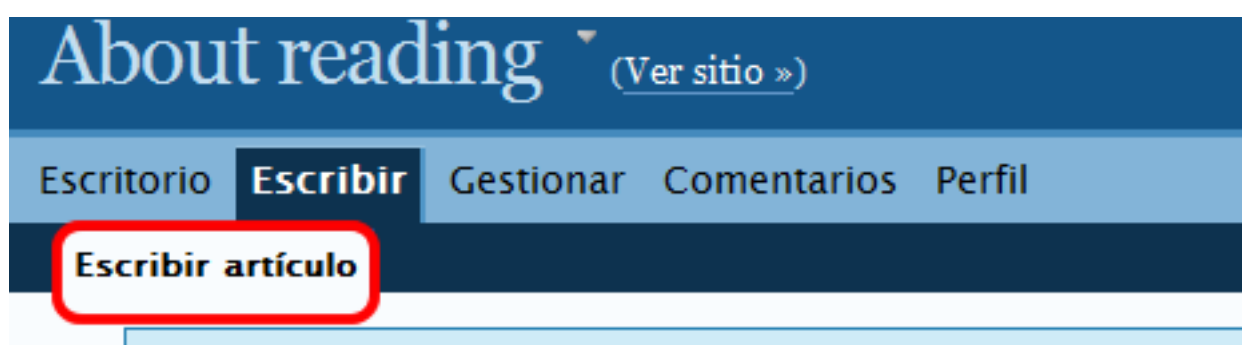 About reading (Ver sitio »)
Escritorio Escribir Gestionar Comentarios Perfil
Escribir artículo